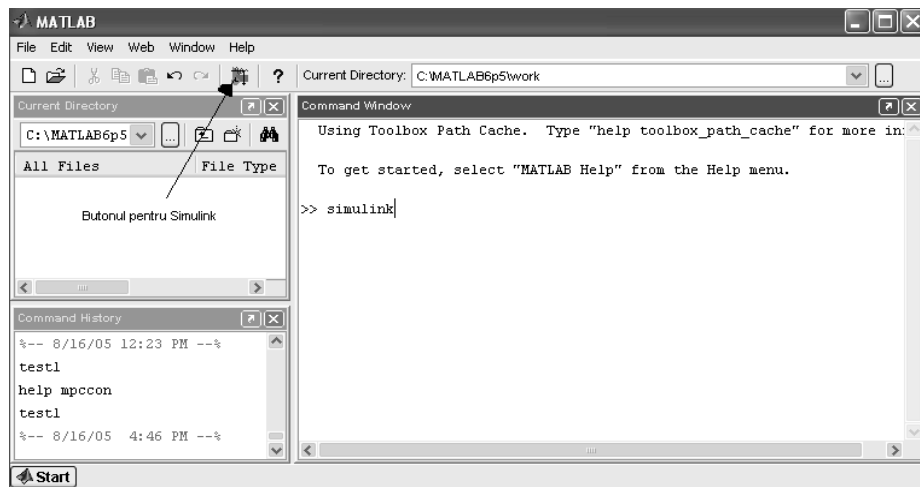 MATLAB
File Edit View Web Window Help
? Current Directory: C:\MATLAB6p5\work ...
Current Directory
C:\MATLAB6p5 ...
All Files File Type
Butonul pentru Simulink
Command History
%-- 8/16/05 12:23 PM --%
test1
help mpccon
test1
%-- 8/16/05 4:46 PM --%
Command Window
Using Toolbox Path Cache. Type "help toolbox_path_cache" for more in
To get started, select "MATLAB Help" from the Help menu.
>> simulink
Start